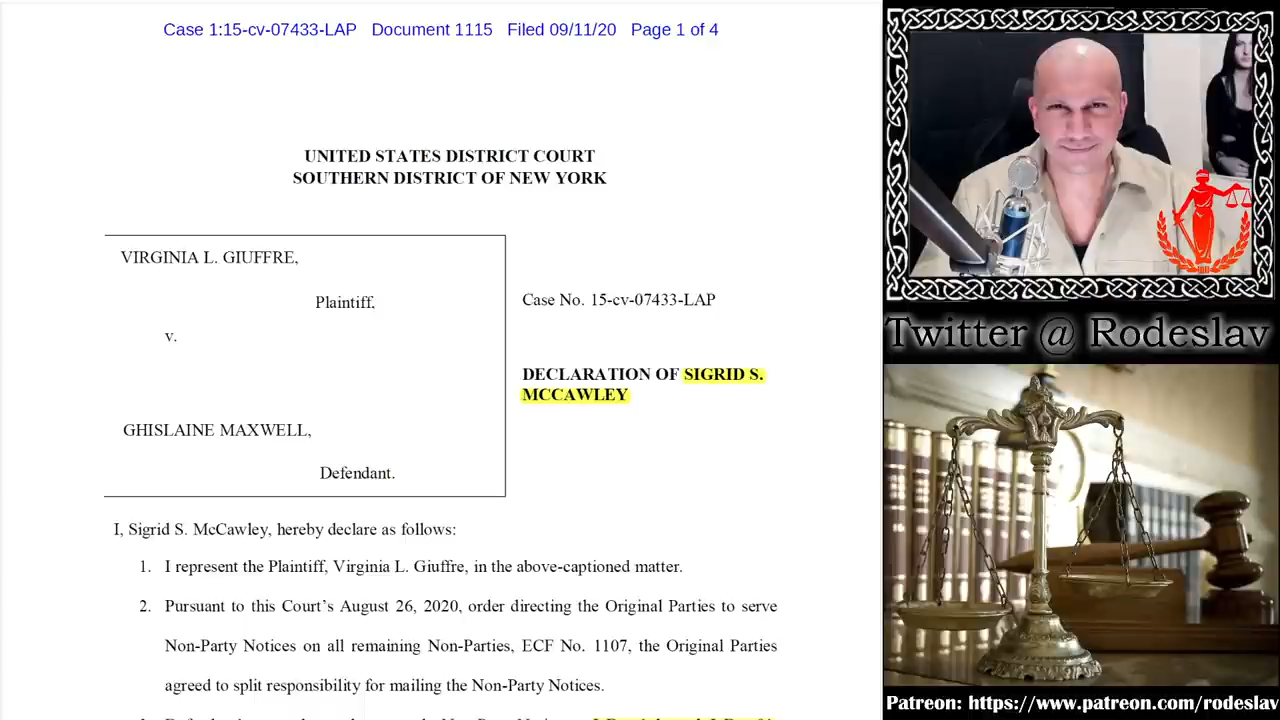 Case 1:15-cv-07433-LAP Document 1115 Filed 09/11/20 Page 1 of 4
UNITED STATES DISTRICT COURT
SOUTHERN DISTRICT OF NEW YORK
VIRGINIA L. GIUFFRE,
Plaintiff,
v.
GHISLAINE MAXWELL,
Defendant.
Case No. 15-cv-07433-LAP
DECLARATION OF SIGRID S.
MCCAWLEY
I, Sigrid S. McCawley, hereby declare as follows:
1. I represent the Plaintiff, Virginia L. Giuffre, in the above-captioned matter.
2. Pursuant to this Court’s August 26, 2020, order directing the Original Parties to serve
Non-Party Notices on all remaining Non-Parties, ECF No. 1107, the Original Parties
agreed to split responsibility for mailing the Non-Party Notices.
Twitter @ Rodeslav
Patreon: https://www.patreon.com/rodeslav